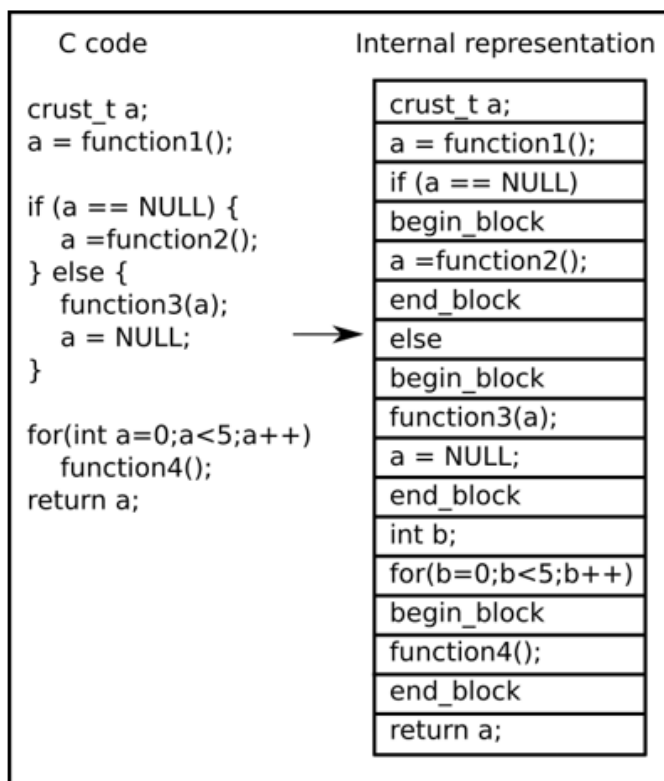 C code
crust_t a;
a = function1();
if (a == NULL) {
a =function2();
} else {
function3(a);
a = NULL;
}
for(int a=0;a<5;a++)
function4();
return a;
Internal representation
crust_t a;
a = function1();
if (a == NULL)
begin_block
a =function2();
end_block
else
begin_block
function3(a);
a = NULL;
end_block
int b;
for(b=0;b<5;b++)
begin_block
function4();
end_block
return a;